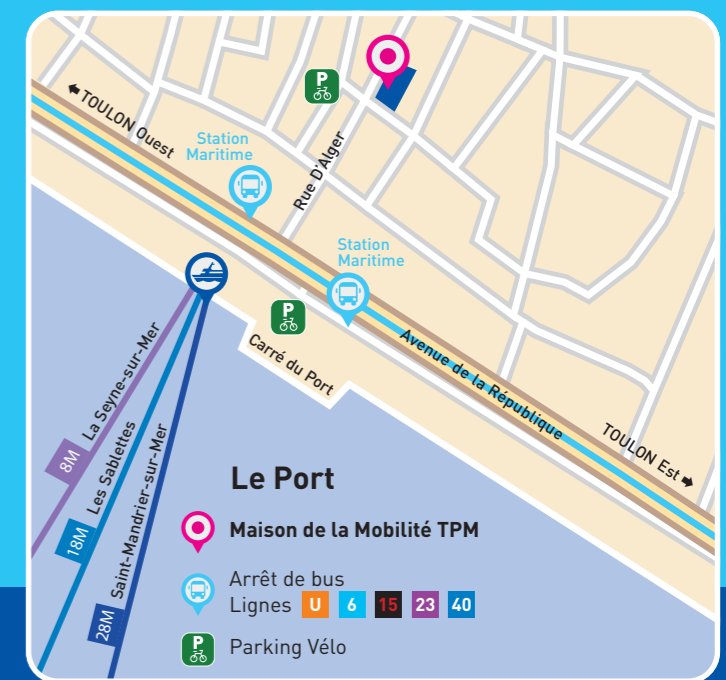 P
TOULON Ouest
Station
Maritime
Rue D'Alger
Station
Maritime
P
Carré du Port
Avenue de la République
TOULON Est
La Seyne-sur-Mer
8M
Les Sablettes
18M
Saint-Mandrier-sur-Mer
28M
Le Port
Maison de la Mobilité TPM
Arrêt de bus
Lignes U 6 15 23 40
P
Parking Vélo